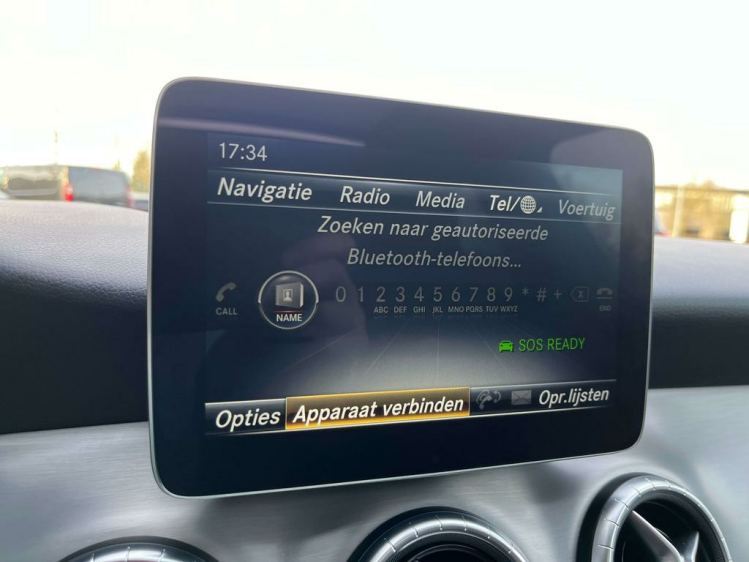 17:34
Navigatie Radio Media Tel/ Voertuig
Zoeken naar geautoriseerde
Bluetooth-telefoons...
0 1 2 3 4 5 6 7 8 9 * # +
ABC DEF GHI JKL MNO PQRS TUV WXYZ
CALL NAME END
SOS READY
Opties Apparaat verbinden Opr.lijsten